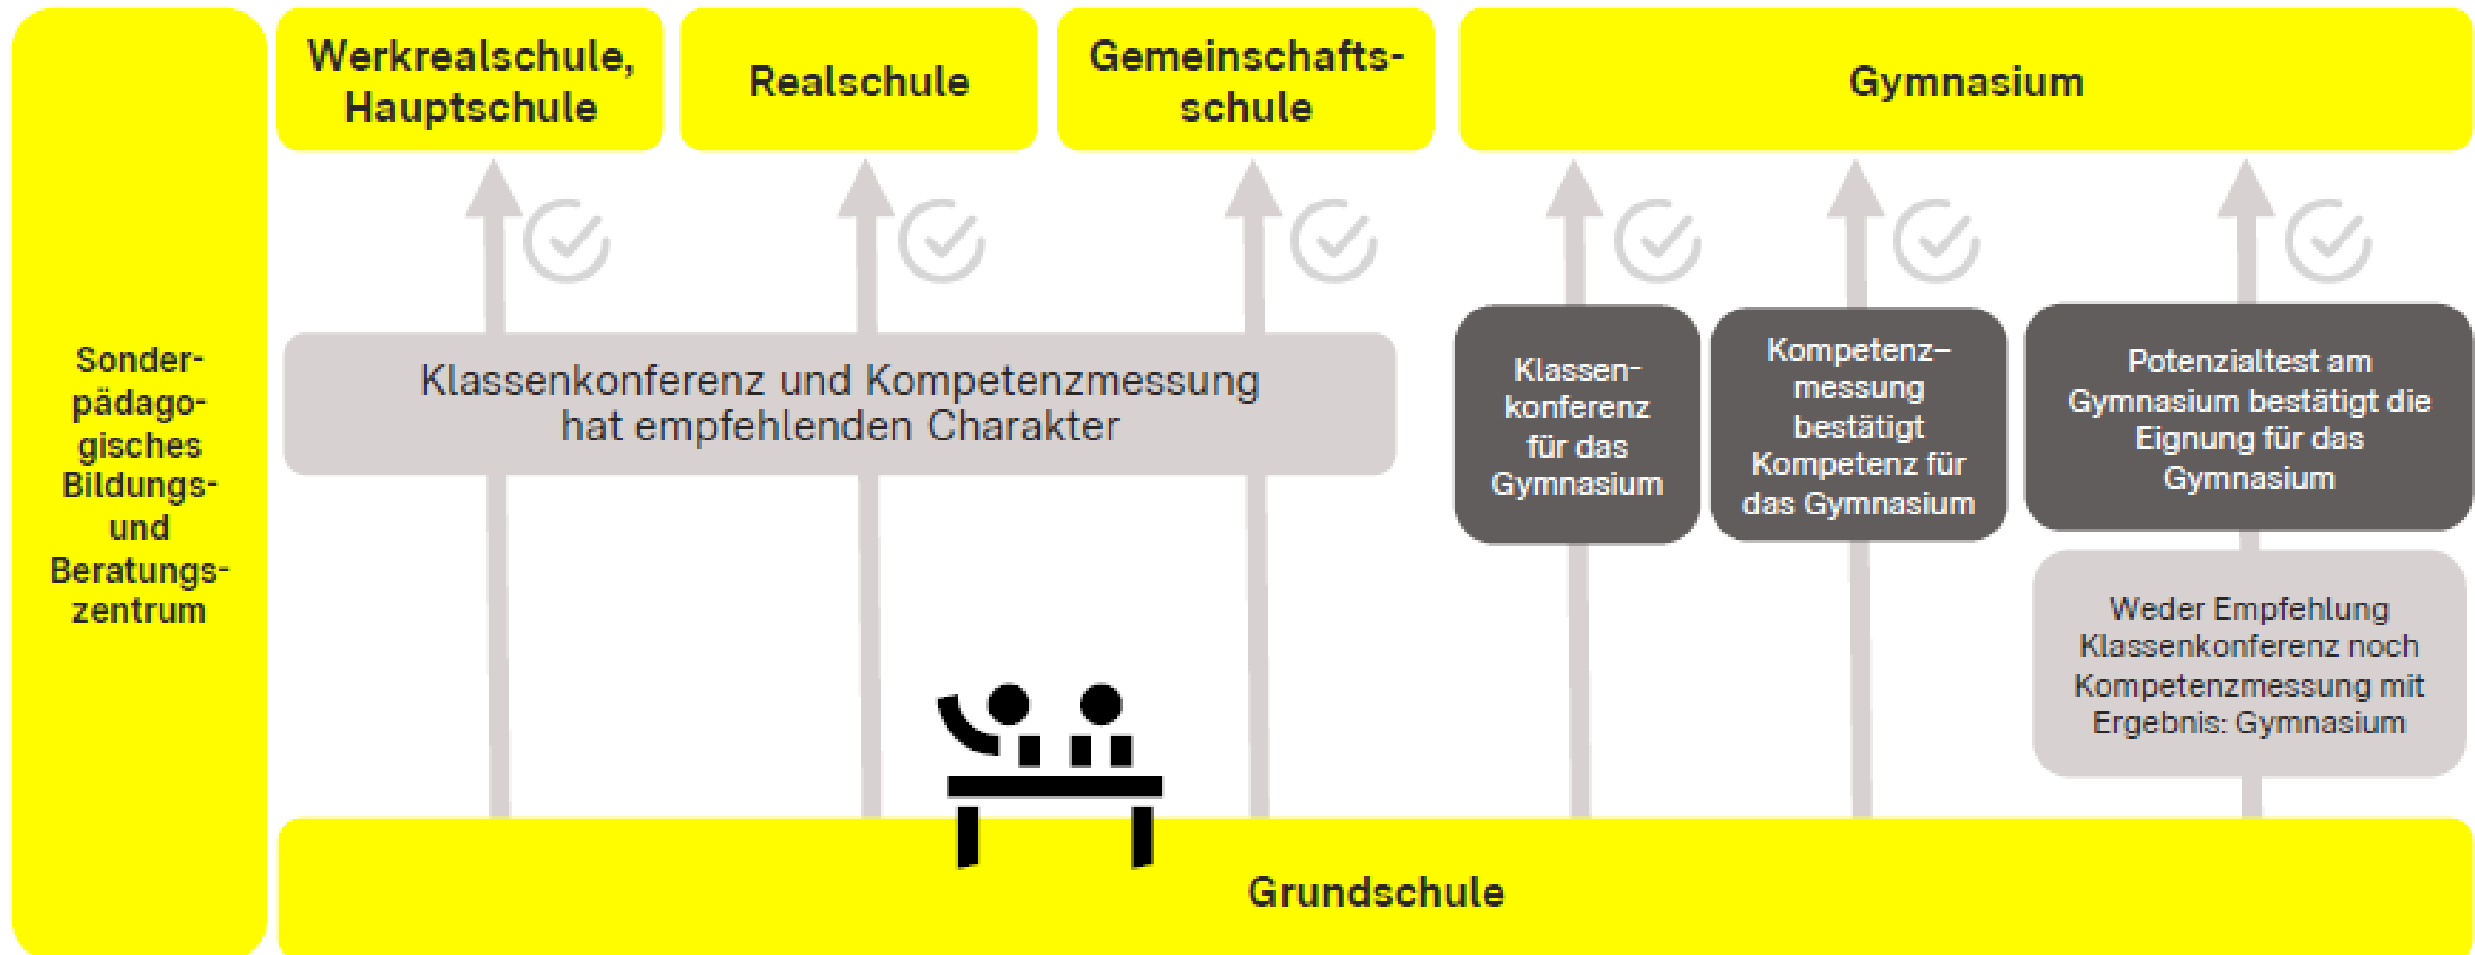 Werkrealschule,
Hauptschule
Realschule
Gemeinschafts-
schule
Gymnasium
Sonder-
pädago-
gisches
Bildungs-
und
Beratungs-
zentrum
Klassenkonferenz und Kompetenzmessung
hat empfehlenden Charakter
Klassen-
konferenz
für das
Gymnasium
Kompetenz–
messung
bestätigt
Kompetenz für
das Gymnasium
Potenzialtest am
Gymnasium bestätigt die
Eignung für das
Gymnasium
Weder Empfehlung
Klassenkonferenz noch
Kompetenzmessung mit
Ergebnis: Gymnasium
Grundschule